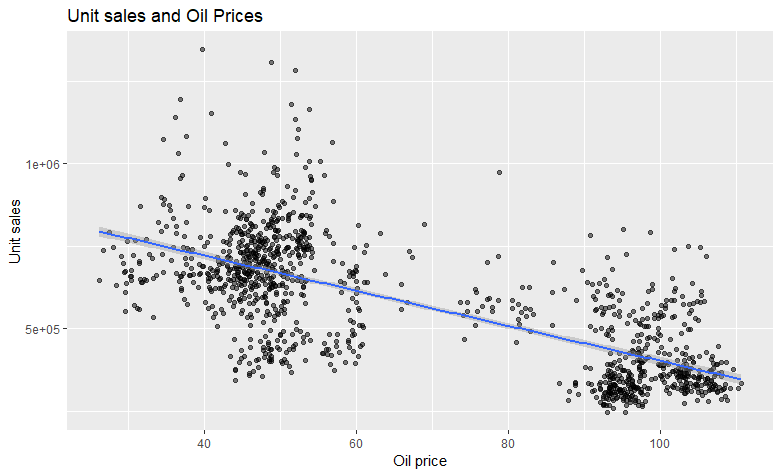 Unit sales and Oil Prices
1e+06
5e+05
Unit sales
40 60 80 100
Oil price